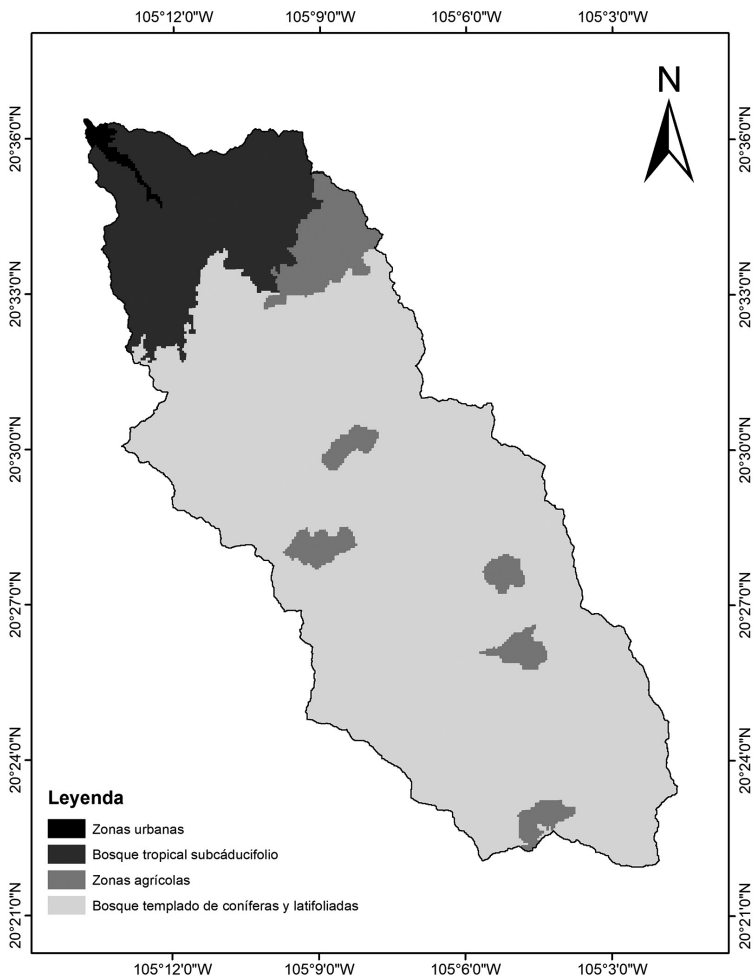 105°12'0"W 105°9'0"W 105°6'0"W 105°3'0"W
N
20°36'0"N 20°36'0"N
20°33'0"N 20°33'0"N
20°30'0"N 20°30'0"N
20°27'0"N 20°27'0"N
20°24'0"N 20°24'0"N
20°21'0"N 20°21'0"N
Leyenda
Zonas urbanas
Bosque tropical subcáducifolio
Zonas agrícolas
Bosque templado de coníferas y latifoliadas
105°12'0"W 105°9'0"W 105°6'0"W 105°3'0"W